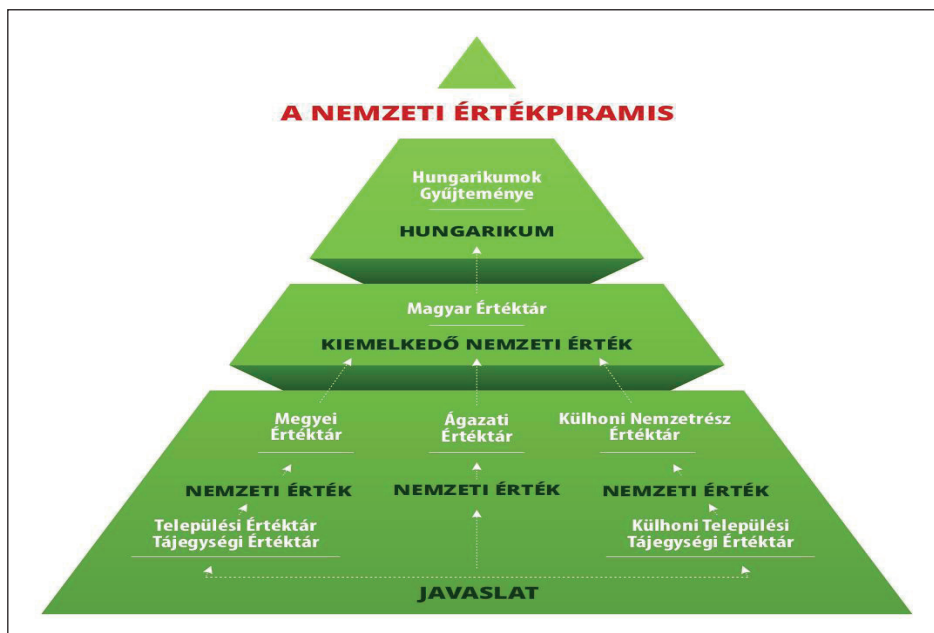 A NEMZETI ÉRTÉKPIRAMIS
Hungarikumok
Gyűjteménye
HUNGARIKUM
Magyar Értéktár
KIEMELKEDŐ NEMZETI ÉRTÉK
Megyei
Értéktár
Ágazati
Értéktár
Külhoni Nemzetrész
Értéktár
NEMZETI ÉRTÉK
NEMZETI ÉRTÉK
NEMZETI ÉRTÉK
Települési Értéktár
Tájegységi Értéktár
Külhoni Települési
Tájegységi Értéktár
JAVASLAT